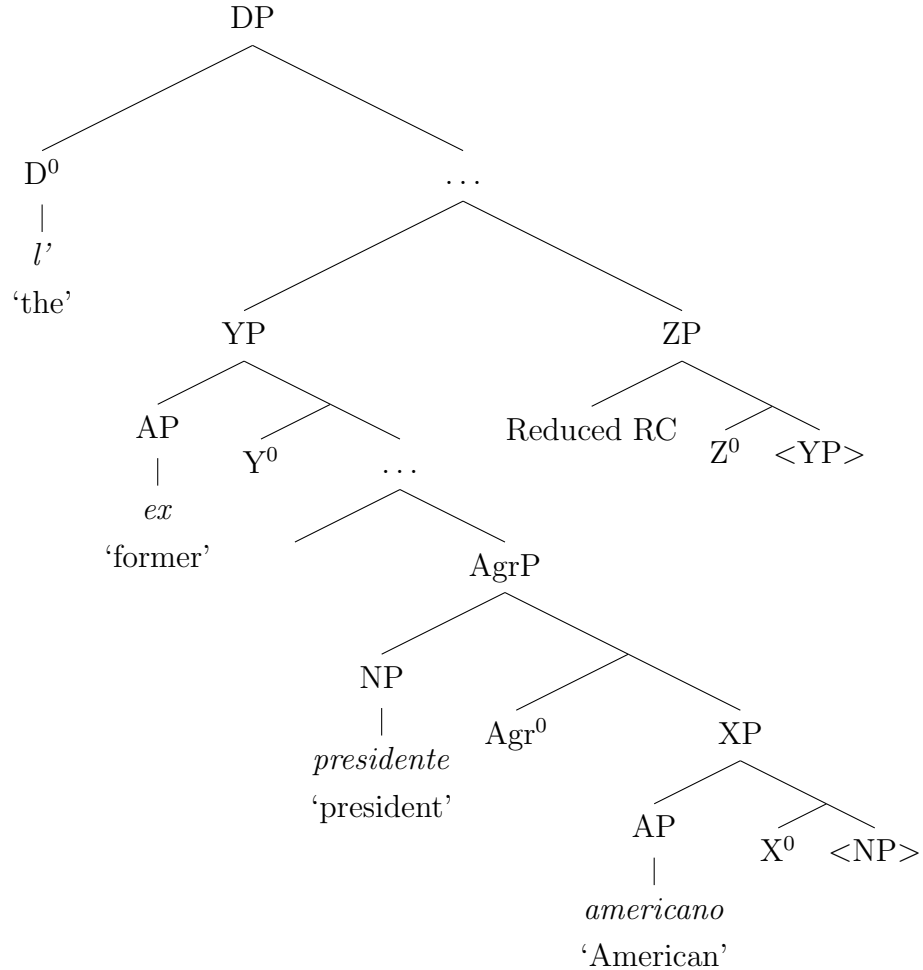 DP
D⁰
l’
‘the’
. . .
YP
ZP
AP
ex
‘former’
Y⁰
. . .
Reduced RC
Z⁰
<YP>
AgrP
NP
presidente
‘president’
Agr⁰
XP
AP
americano
‘American’
X⁰
<NP>